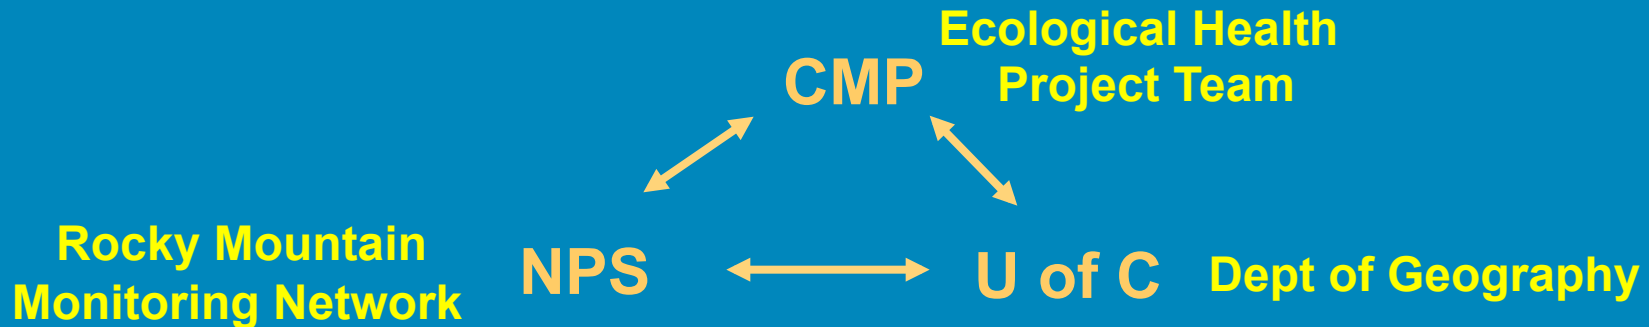 Ecological Health
Project Team
CMP
Rocky Mountain
Monitoring Network
NPS
U of C
Dept of Geography